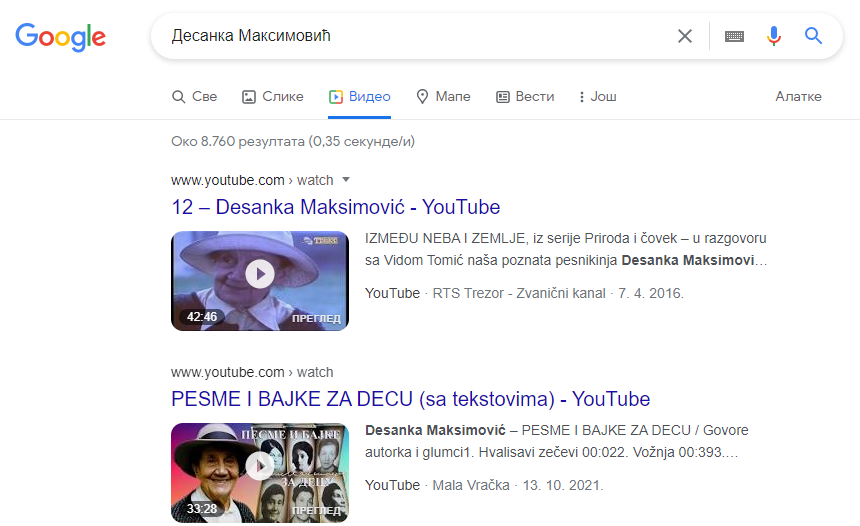 Google
Десанка Максимовић
Све Слике Видео Мапе Вести Још Алатке
Око 8.760 резултата (0,35 секунде/и)
www.youtube.com › watch
12 – Desanka Maksimović - YouTube
IZMEĐU NEBA I ZEMLJE, iz serije Priroda i čovek – u razgovoru
sa Vidom Tomić naša poznata pesnikinja Desanka Maksimovi…
YouTube · RTS Trezor - Zvanični kanal · 7. 4. 2016.
42:46
ПРЕГЛЕД
www.youtube.com › watch
PESME I BAJKE ZA DECU (sa tekstovima) - YouTube
Desanka Maksimović – PESME I BAJKE ZA DECU / Govore
autorka i glumci1. Hvalisavi zečevi 00:022. Vožnja 00:393.…
YouTube · Mala Vračka · 13. 10. 2021.
ПЕСМЕ И БАЈКЕ
ЗА ДЕЦУ
33:28
ПРЕГЛЕД